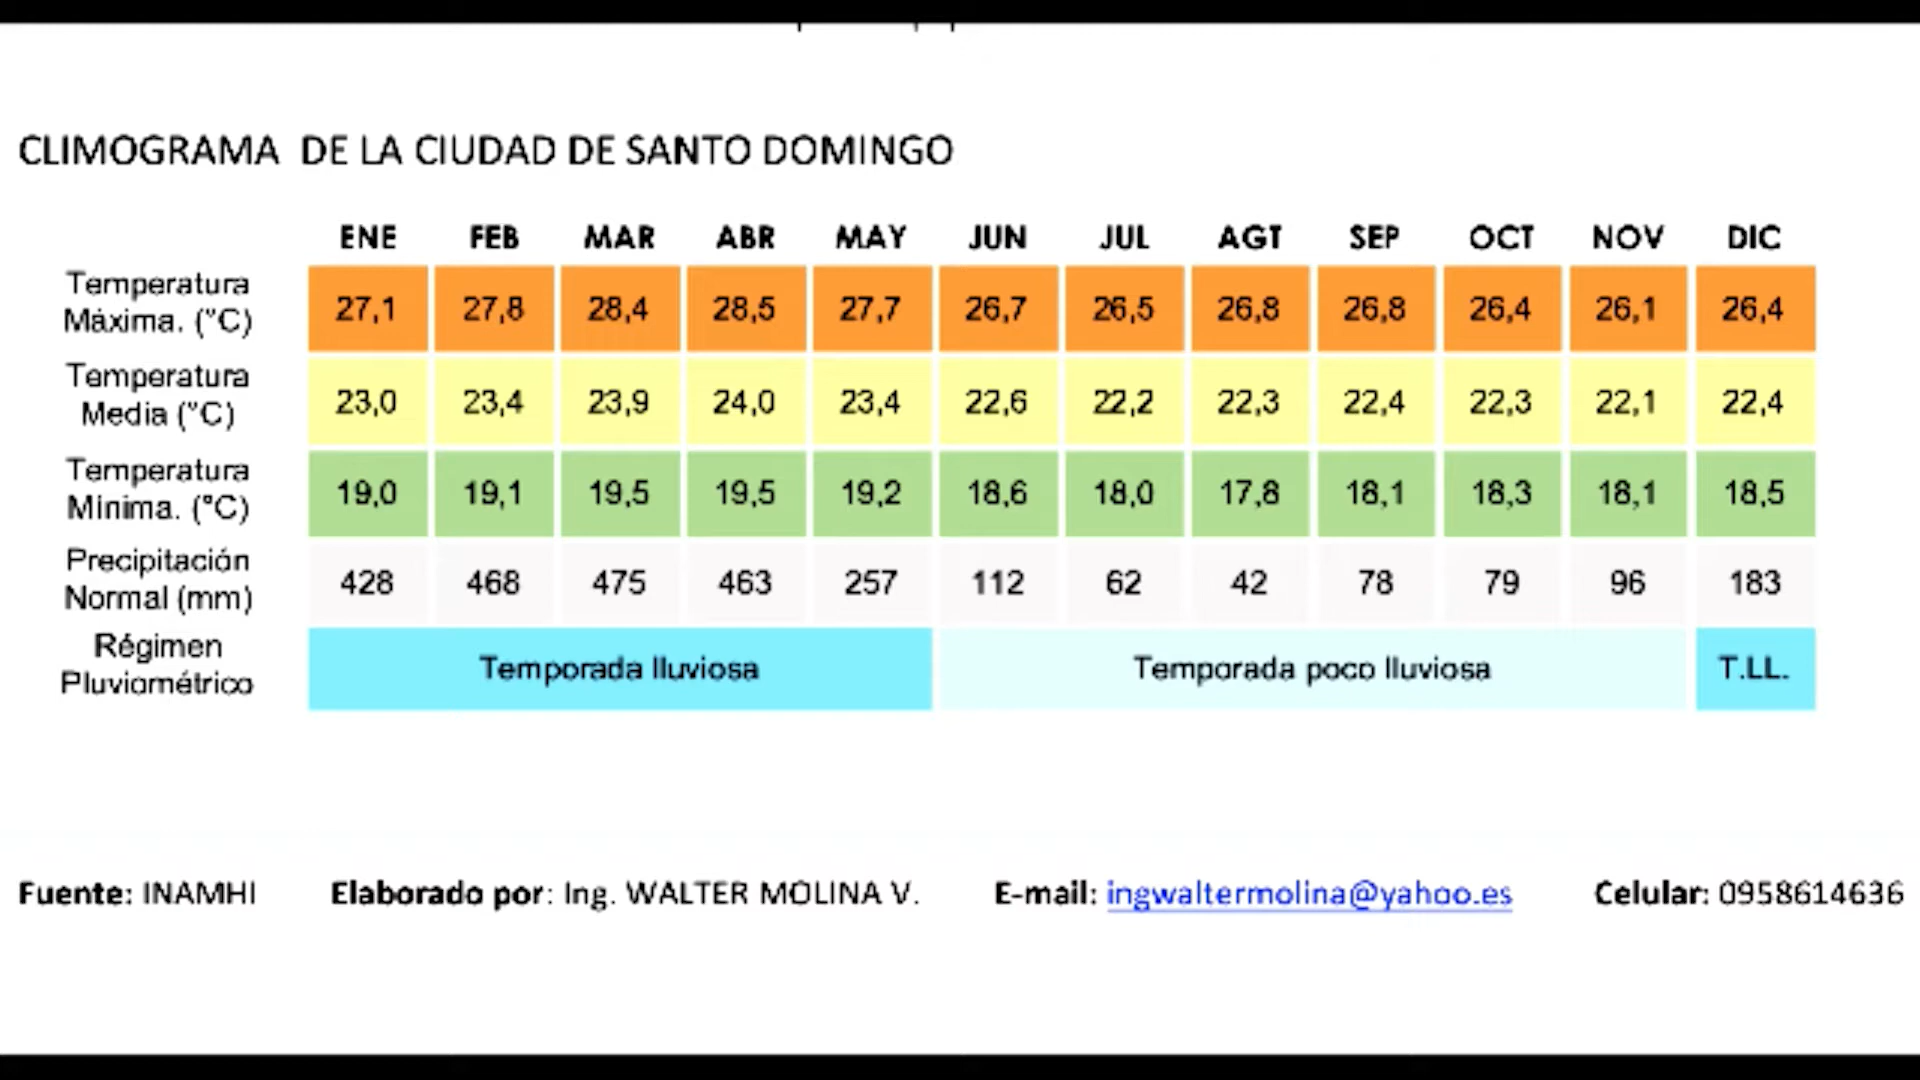 CLIMOGRAMA DE LA CIUDAD DE SANTO DOMINGO
ENE FEB MAR ABR MAY JUN JUL AGT SEP OCT NOV DIC
Temperatura
Máxima. (°C) 27,1 27,8 28,4 28,5 27,7 26,7 26,5 26,8 26,8 26,4 26,1 26,4
Temperatura
Media (°C) 23,0 23,4 23,9 24,0 23,4 22,6 22,2 22,3 22,4 22,3 22,1 22,4
Temperatura
Mínima. (°C) 19,0 19,1 19,5 19,5 19,2 18,6 18,0 17,8 18,1 18,3 18,1 18,5
Precipitación
Normal (mm) 428 468 475 463 257 112 62 42 78 79 96 183
Régimen
Pluviométrico Temporada lluviosa Temporada poco lluviosa T.LL.
Fuente: INAMHI Elaborado por: Ing. WALTER MOLINA V. E-mail: ingwaltermolina@yahoo.es Celular: 0958614636